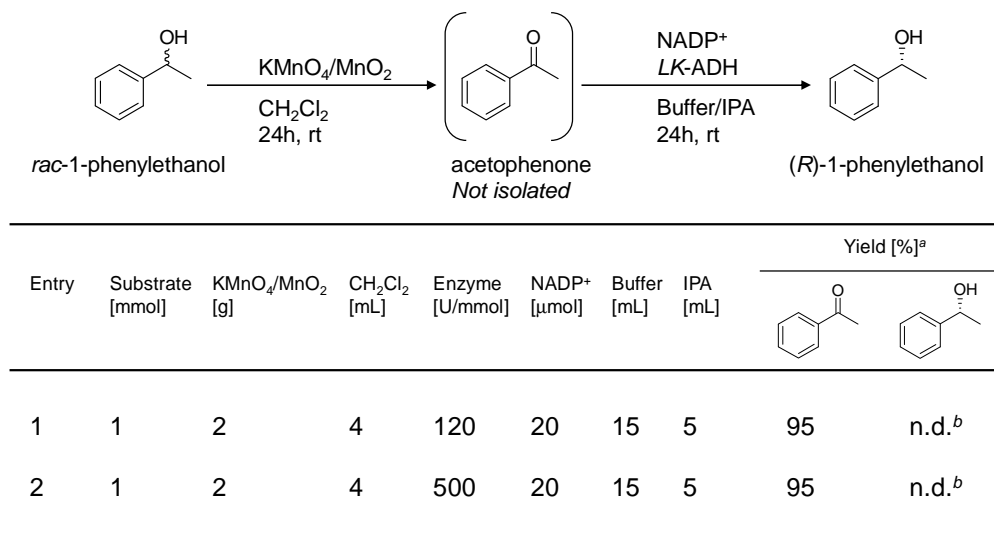 OH
O
OH
KMnO4/MnO2
CH2Cl2
24h, rt
NADP+
LK-ADH
Buffer/IPA
24h, rt
rac-1-phenylethanol
acetophenone
Not isolated
(R)-1-phenylethanol
Yield [%]a
Entry Substrate [mmol] KMnO4/MnO2 [g] CH2Cl2 [mL] Enzyme [U/mmol] NADP+ [μmol] Buffer [mL] IPA [mL]
O
OH
1 1 2 4 120 20 15 5 95 n.d.b
2 1 2 4 500 20 15 5 95 n.d.b